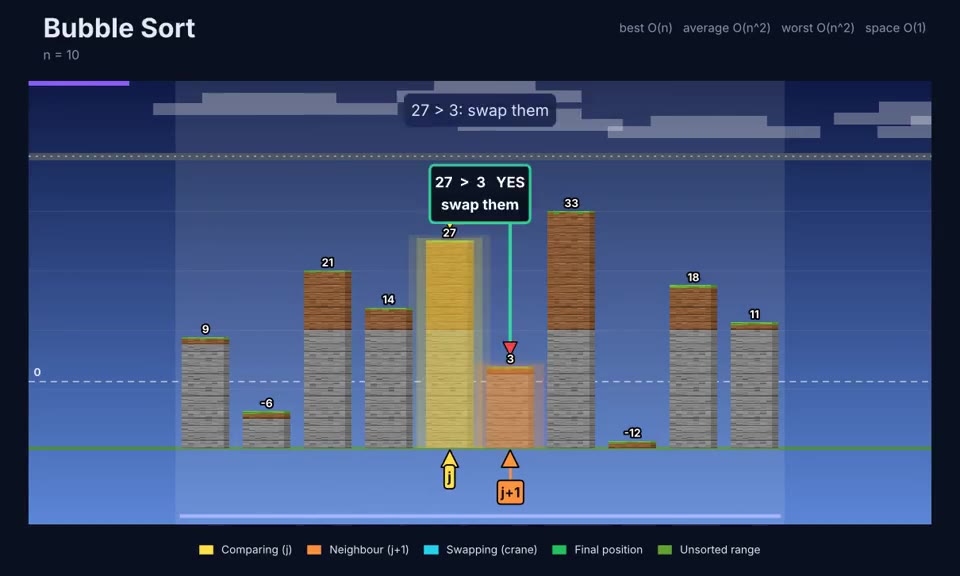 Bubble Sort
n = 10
best O(n) average O(n^2) worst O(n^2) space O(1)
27 > 3: swap them
27 > 3 YES
swap them
33
27
21
18
14
11
9
3
0
-6
-12
j
j+1
Comparing (j) Neighbour (j+1) Swapping (crane) Final position Unsorted range